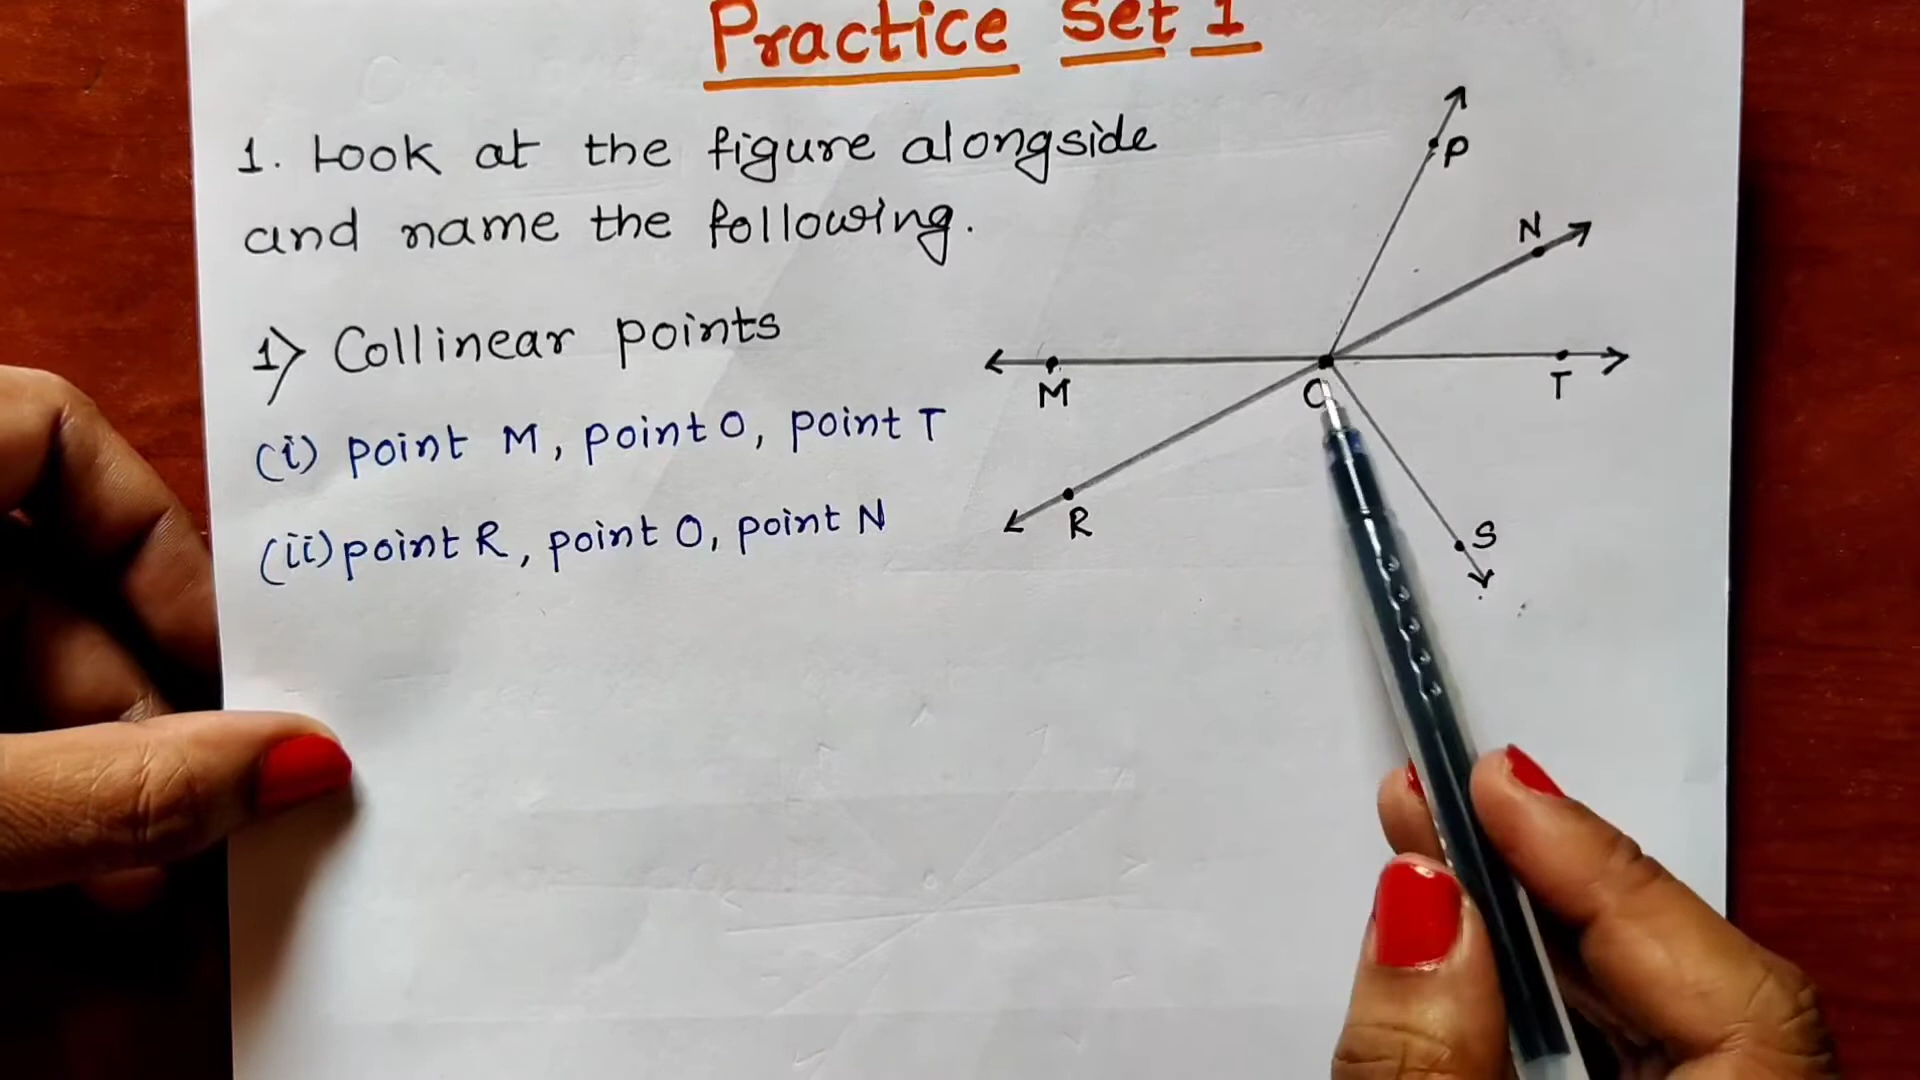 Practice Set 1
1. Look at the figure alongside
and name the following.
1) Collinear points
(i) point M, point O, point T
(ii) point R, point O, point N
P
N
M
O
T
R
S